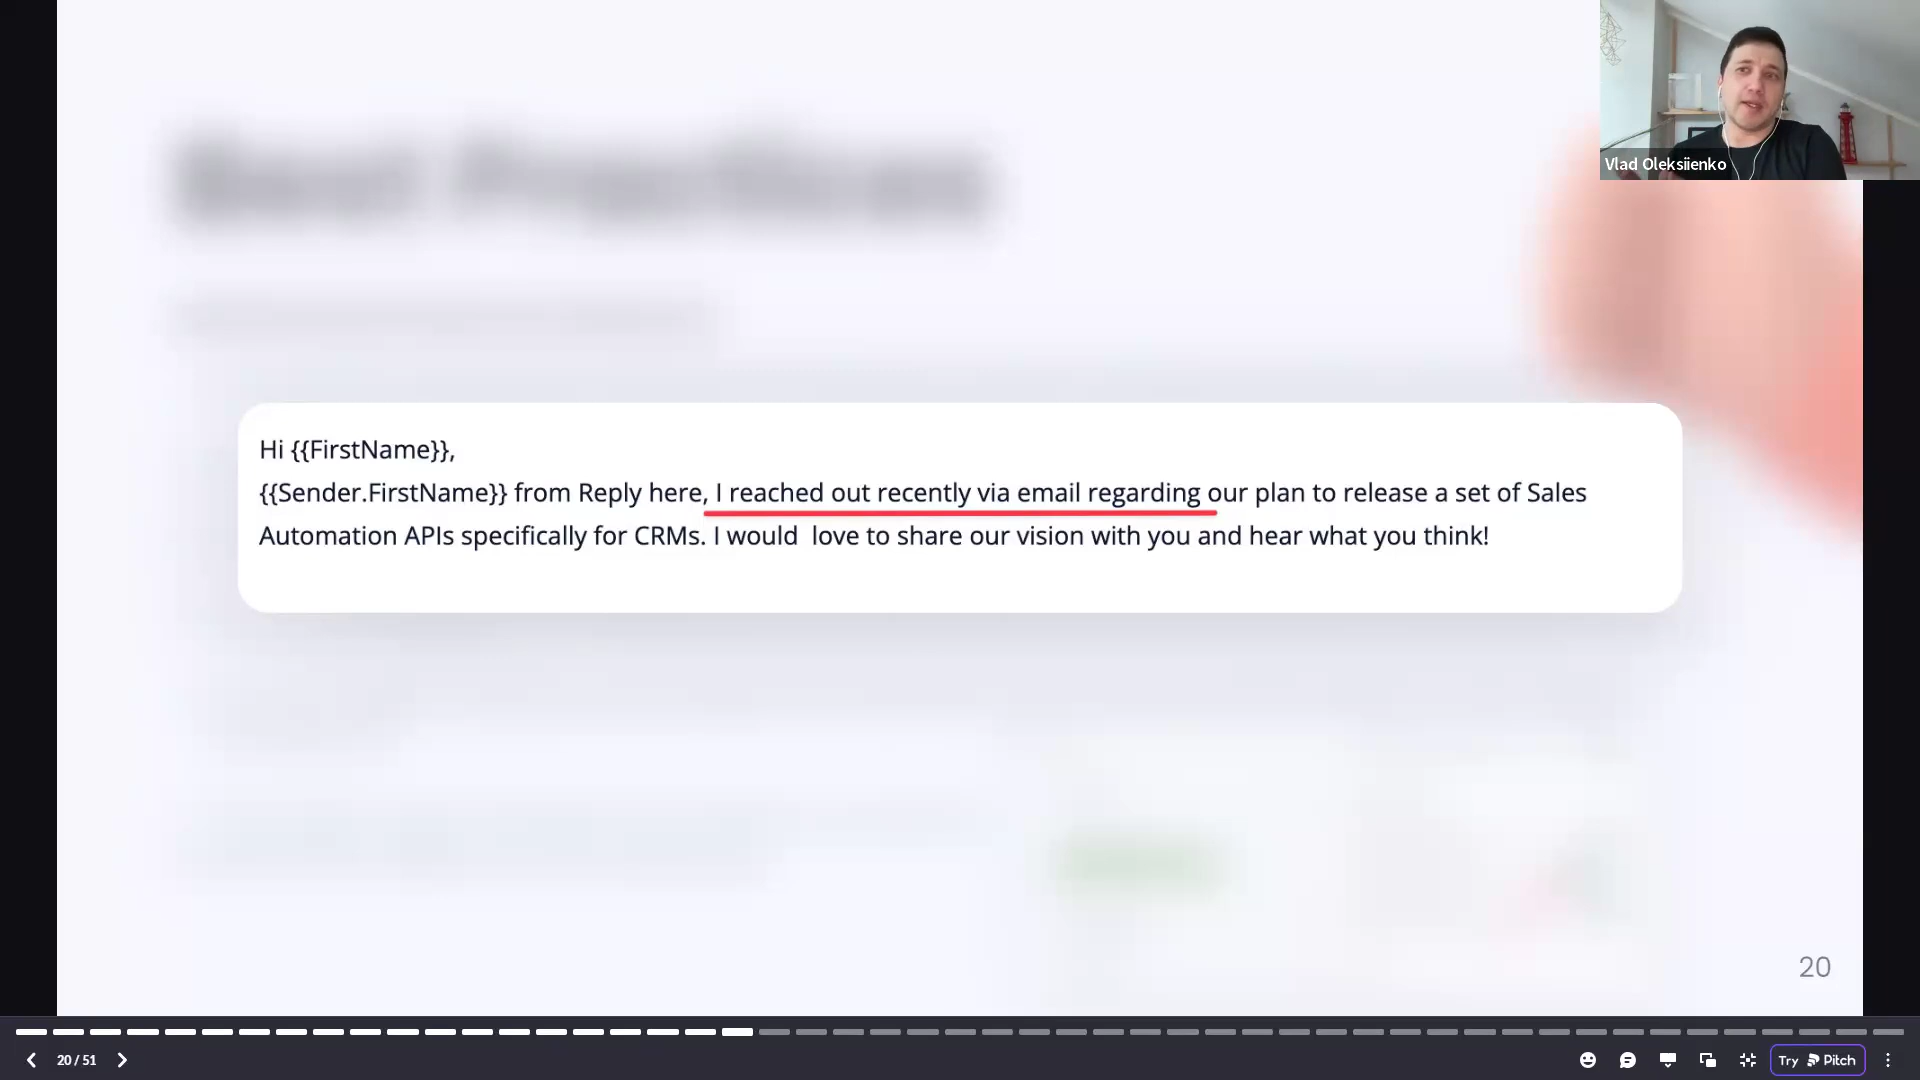 Vlad Oleksiienko
Hi {{FirstName}},
{{Sender.FirstName}} from Reply here, I reached out recently via email regarding our plan to release a set of Sales
Automation APIs specifically for CRMs. I would  love to share our vision with you and hear what you think!
20
20 / 51
Try Pitch